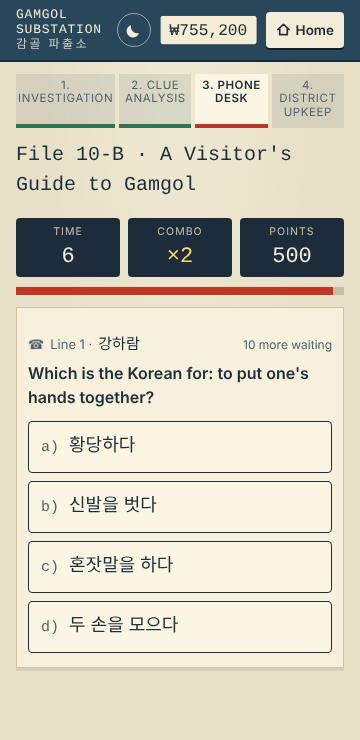 GAMGOL
SUBSTATION
감골 파출소
₩755,200
Home
1. INVESTIGATION
2. CLUE ANALYSIS
3. PHONE DESK
4. DISTRICT UPKEEP
File 10-B · A Visitor's
Guide to Gamgol
TIME
6
COMBO
×2
POINTS
500
☎ Line 1 · 강하람
10 more waiting
Which is the Korean for: to put one's
hands together?
a) 황당하다
b) 신발을 벗다
c) 혼잣말을 하다
d) 두 손을 모으다